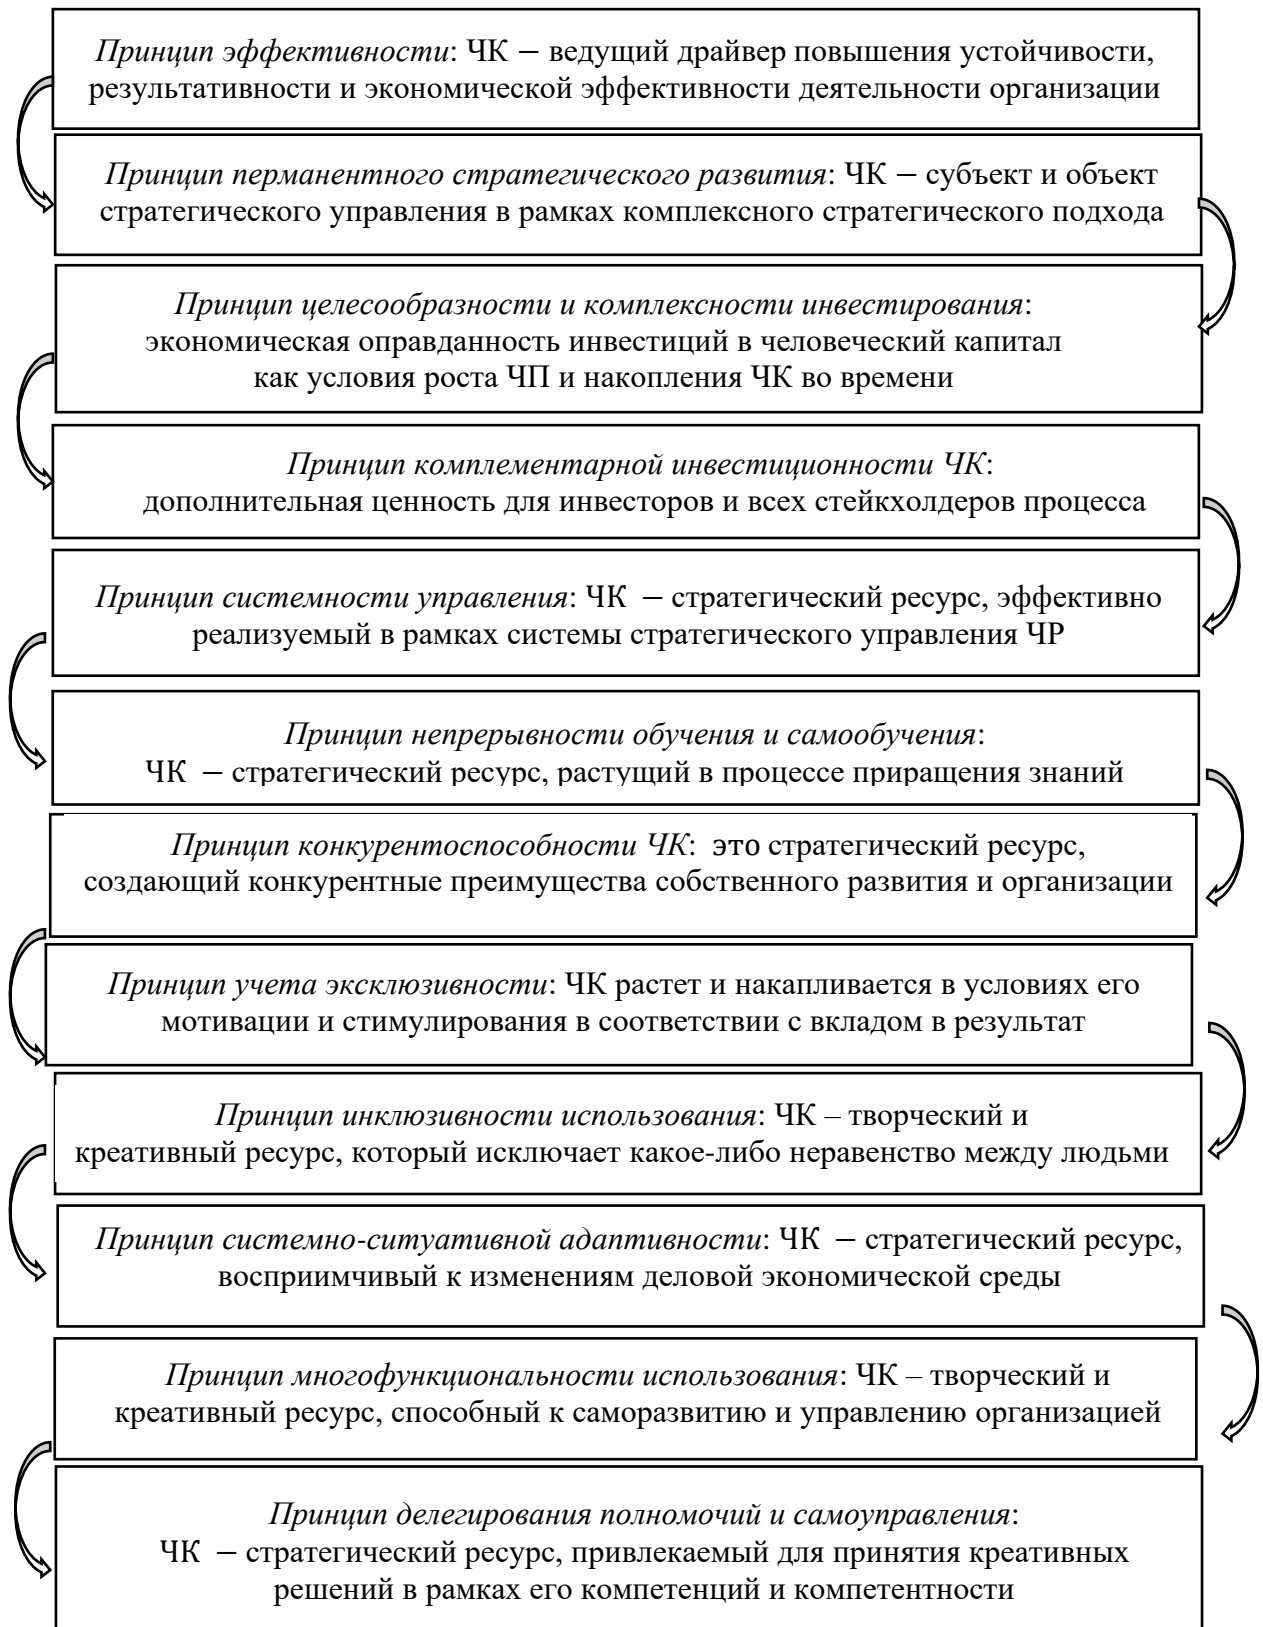 Принцип эффективности: ЧК – ведущий драйвер повышения устойчивости,
результативности и экономической эффективности деятельности организации
Принцип перманентного стратегического развития: ЧК – субъект и объект
стратегического управления в рамках комплексного стратегического подхода
Принцип целесообразности и комплексности инвестирования:
экономическая оправданность инвестиций в человеческий капитал
как условия роста ЧП и накопления ЧК во времени
Принцип комплементарной инвестиционности ЧК:
дополнительная ценность для инвесторов и всех стейкхолдеров процесса
Принцип системности управления: ЧК – стратегический ресурс, эффективно
реализуемый в рамках системы стратегического управления ЧР
Принцип непрерывности обучения и самообучения:
ЧК – стратегический ресурс, растущий в процессе приращения знаний
Принцип конкурентоспособности ЧК: это стратегический ресурс,
создающий конкурентные преимущества собственного развития и организации
Принцип учета эксклюзивности: ЧК растет и накапливается в условиях его
мотивации и стимулирования в соответствии с вкладом в результат
Принцип инклюзивности использования: ЧК – творческий и
креативный ресурс, который исключает какое-либо неравенство между людьми
Принцип системно-ситуативной адаптивности: ЧК – стратегический ресурс,
восприимчивый к изменениям деловой экономической среды
Принцип многофункциональности использования: ЧК – творческий и
креативный ресурс, способный к саморазвитию и управлению организацией
Принцип делегирования полномочий и самоуправления:
ЧК – стратегический ресурс, привлекаемый для принятия креативных
решений в рамках его компетенций и компетентности